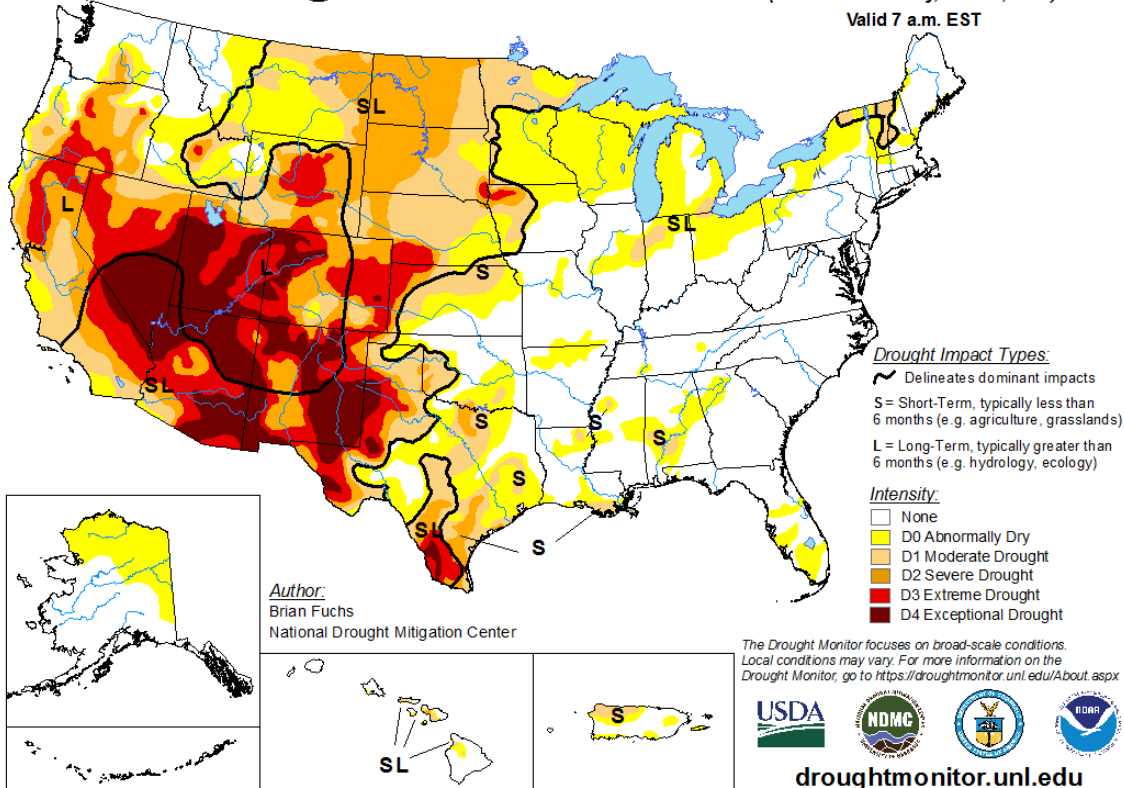 Valid 7 a.m. EST
SL
L
SL
L
S
SL
S
S
S
S
SL
S
Drought Impact Types:
Delineates dominant impacts
S = Short-Term, typically less than
6 months (e.g. agriculture, grasslands)
L = Long-Term, typically greater than
6 months (e.g. hydrology, ecology)
Intensity:
None
D0 Abnormally Dry
D1 Moderate Drought
D2 Severe Drought
D3 Extreme Drought
D4 Exceptional Drought
Author:
Brian Fuchs
National Drought Mitigation Center
SL
S
The Drought Monitor focuses on broad-scale conditions.
Local conditions may vary. For more information on the
Drought Monitor, go to https://droughtmonitor.unl.edu/About.aspx
USDA
NDMC
NOAA
droughtmonitor.unl.edu